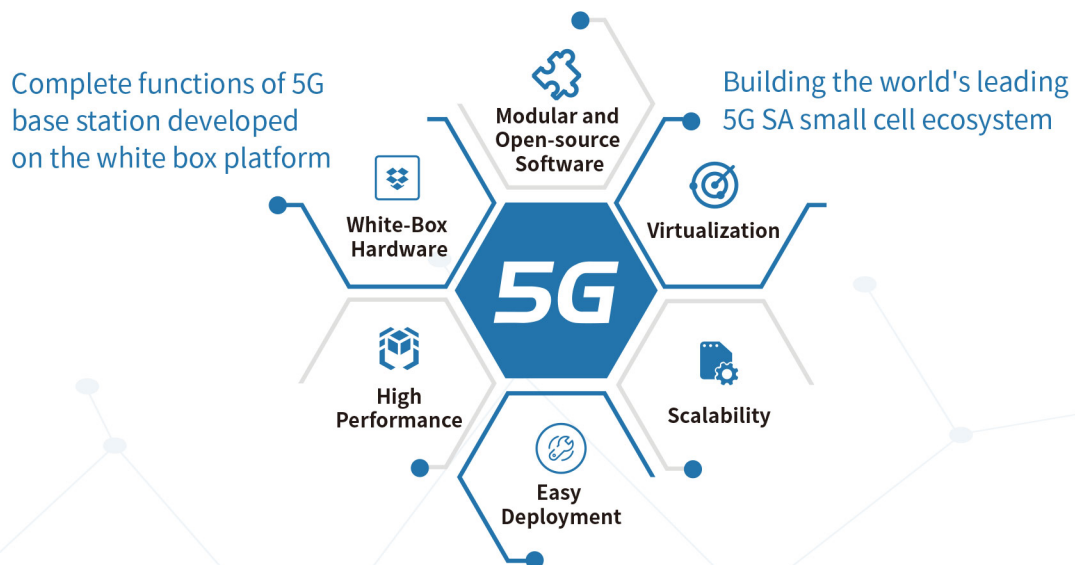 Complete functions of 5G
base station developed
on the white box platform
Building the world's leading
5G SA small cell ecosystem
Modular and
Open-source
Software
White-Box
Hardware
Virtualization
5G
High
Performance
Scalability
Easy
Deployment